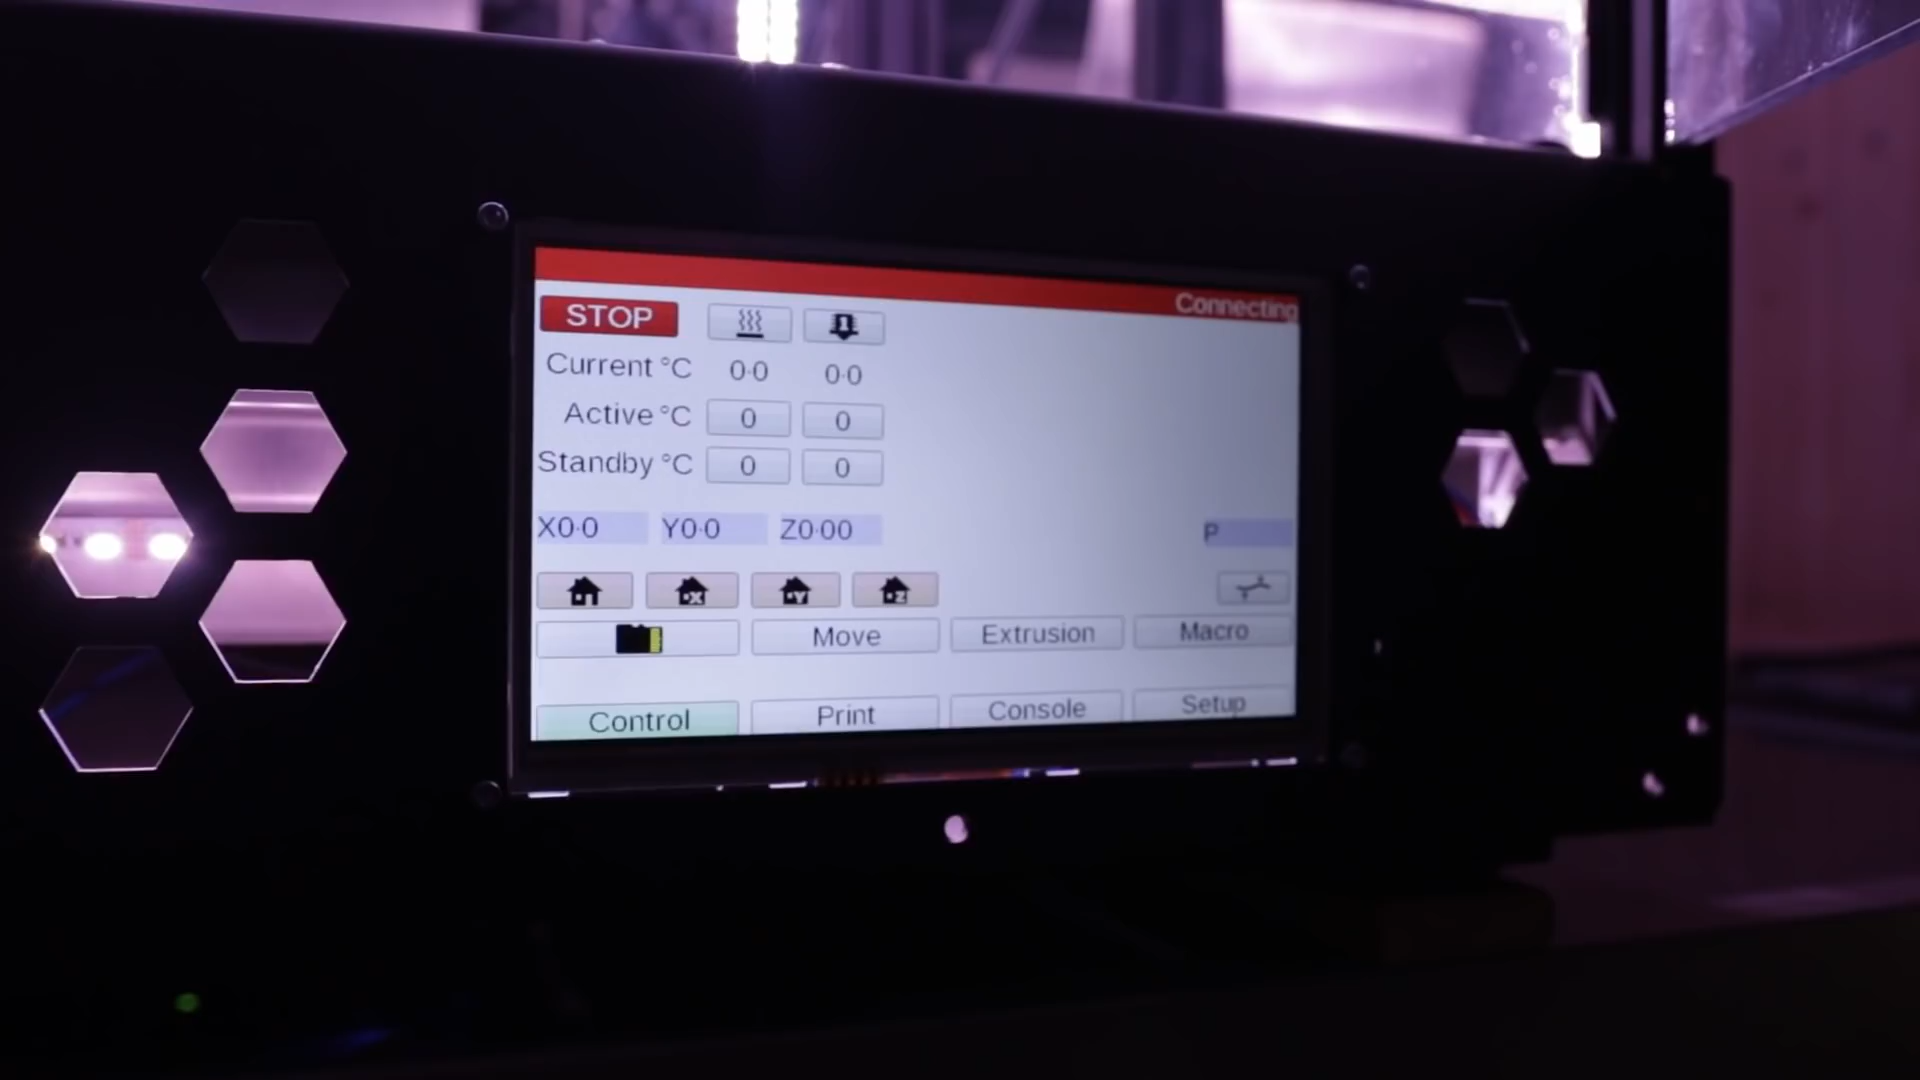 Connecting
STOP 1
Current °C 0·0 0·0
Active °C 0 0
Standby °C 0 0
X0·0 Y0·0 Z0·00 P
X Y Z
Move Extrusion Macro
Control Print Console Setup